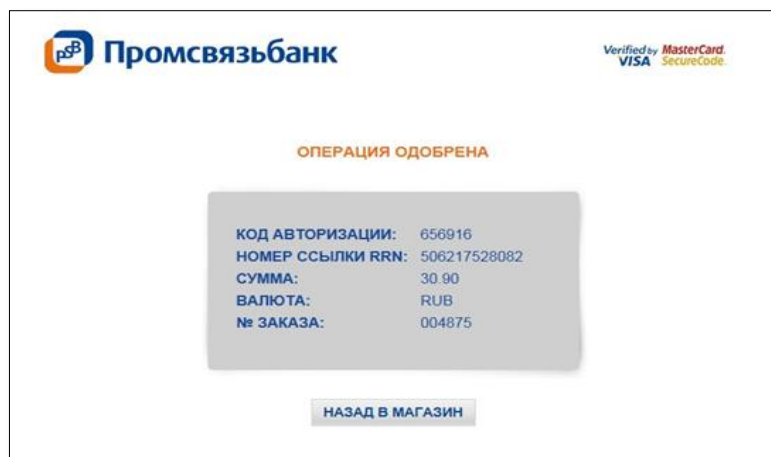 PSB Промсвязьбанк
Verified by VISA MasterCard. SecureCode.
ОПЕРАЦИЯ ОДОБРЕНА
КОД АВТОРИЗАЦИИ: 656916
НОМЕР ССЫЛКИ RRN: 506217528082
СУММА: 30.90
ВАЛЮТА: RUB
№ ЗАКАЗА: 004875
НАЗАД В МАГАЗИН